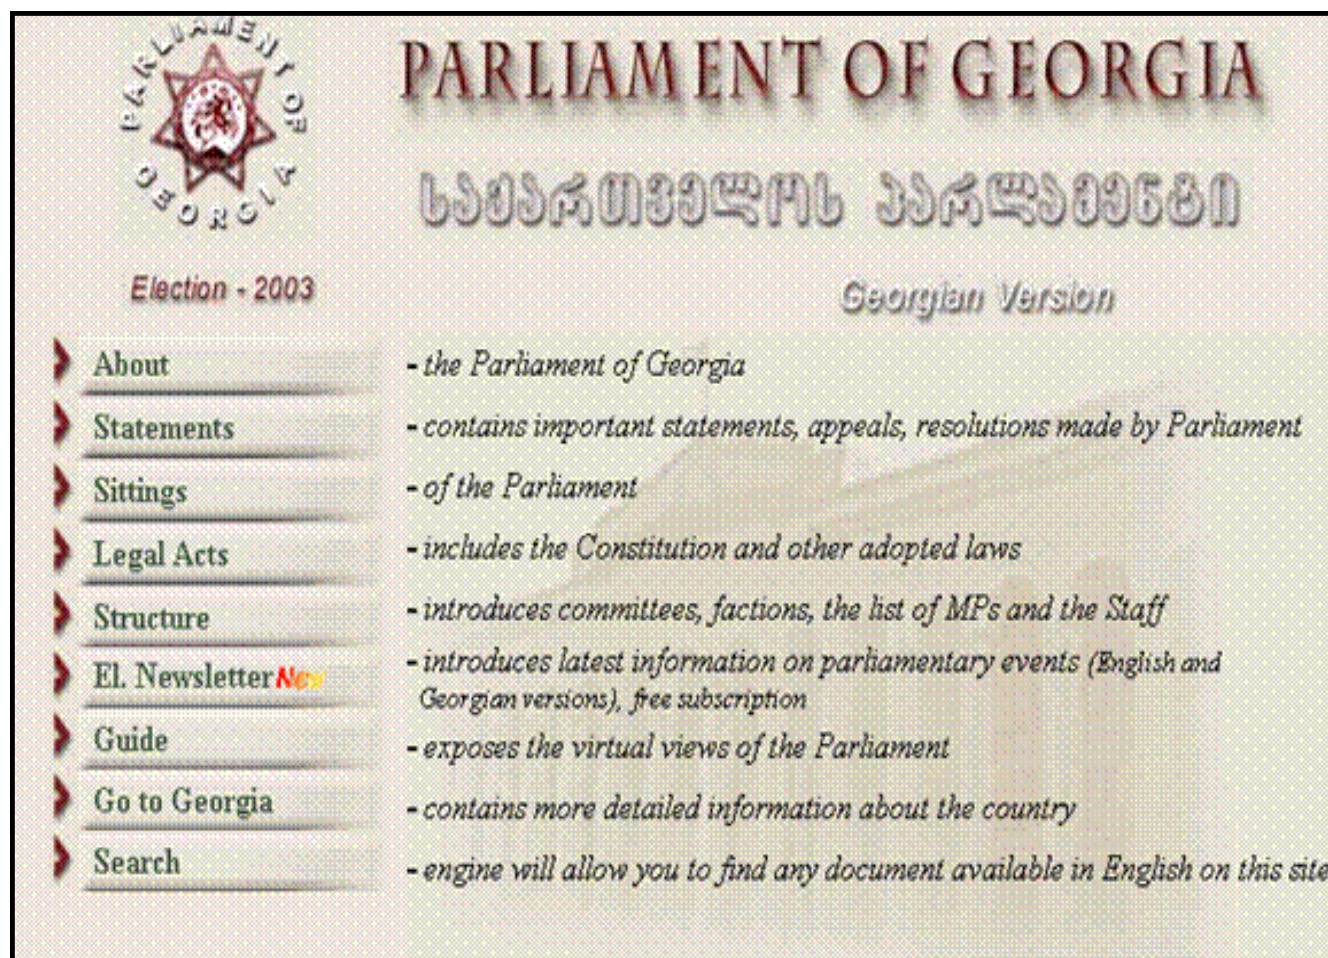 PARLIAMENT OF GEORGIA
PARLIAMENT OF GEORGIA
საქართველოს პარლამენტი
Election - 2003
Georgian Version
About - the Parliament of Georgia
Statements - contains important statements, appeals, resolutions made by Parliament
Sittings - of the Parliament
Legal Acts - includes the Constitution and other adopted laws
Structure - introduces committees, factions, the list of MPs and the Staff
El. Newsletter New - introduces latest information on parliamentary events (English and
Georgian versions), free subscription
Guide - exposes the virtual views of the Parliament
Go to Georgia - contains more detailed information about the country
Search - engine will allow you to find any document available in English on this site